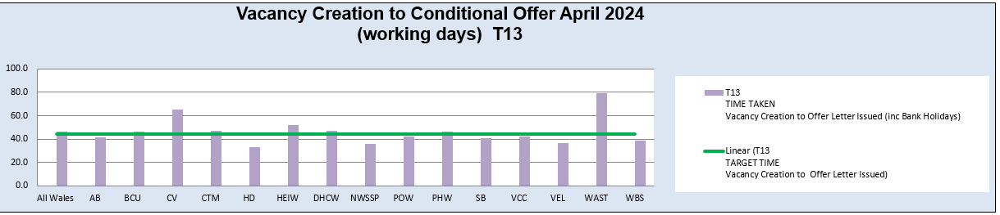 Vacancy Creation to Conditional Offer April 2024
(working days)  T13
100.0
80.0
60.0
40.0
20.0
0.0
All Wales AB BCU CV CTM HD HEIW DHCW NWSSP POW PHW SB VCC VEL WAST WBS
T13
TIME TAKEN
Vacancy Creation to Offer Letter Issued (inc Bank Holidays)
Linear (T13
TARGET TIME
Vacancy Creation to  Offer Letter Issued)